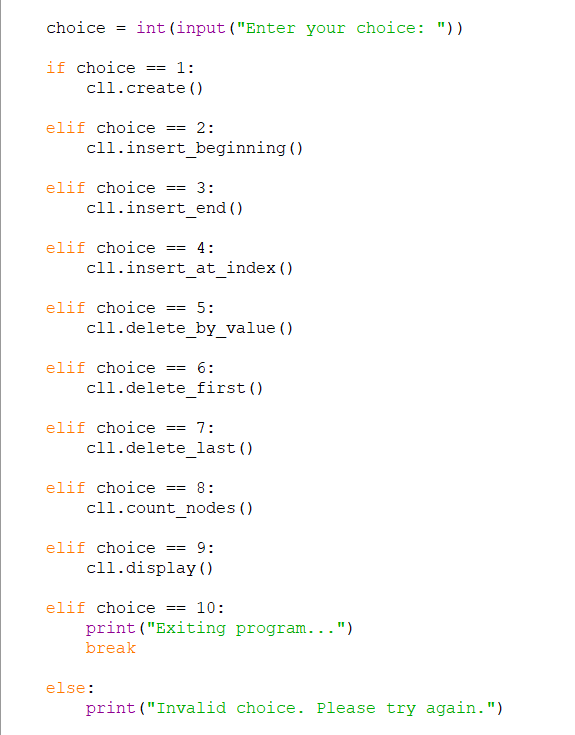 choice = int(input("Enter your choice: "))
if choice == 1:
cll.create()
elif choice == 2:
cll.insert_beginning()
elif choice == 3:
cll.insert_end()
elif choice == 4:
cll.insert_at_index()
elif choice == 5:
cll.delete_by_value()
elif choice == 6:
cll.delete_first()
elif choice == 7:
cll.delete_last()
elif choice == 8:
cll.count_nodes()
elif choice == 9:
cll.display()
elif choice == 10:
print("Exiting program...")
break
else:
print("Invalid choice. Please try again.")